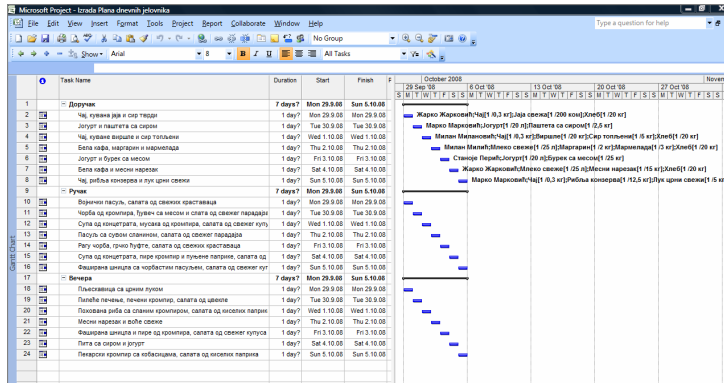 Microsoft Project - Izrada Plana dnevnih jelovnika
File Edit View Insert Format Tools Project Report Collaborate Window Help
Type a question for help
No Group
Show Arial 8 B I U All Tasks
Task Name Duration Start Finish
October 2008 Noven
29 Sep '08 6 Oct '08 13 Oct '08 20 Oct '08 27 Oct '08
S M T W T F S S M T W T F S S M T W T F S S M T W T F S S M T W T F S S
1 Доручак 7 days? Mon 29.9.08 Sun 5.10.08
2 Чај, кувана јаја и сир тврди 1 day? Mon 29.9.08 Mon 29.9.08 Жарко Жарковић;Чај[1 /0,3 кг];Јаја свежа[1 /200 ком];Хлеб[1 /20 кг]
3 Јогурт и паштета са сиром 1 day? Tue 30.9.08 Tue 30.9.08 Марко Марковић;Јогурт[1 /20 л];Паштета са сиром[1 /2,5 кг]
4 Чај, куване виршле и сир топљени 1 day? Wed 1.10.08 Wed 1.10.08 Милан Милановић;Чај[1 /0,3 кг];Виршле[1 /20 кг];Сир топљени[1 /5 кг];Хлеб[1 /20 кг]
5 Бела кафа, маргарин и мармелада 1 day? Thu 2.10.08 Thu 2.10.08 Милан Милић;Млеко свеже[1 /25 л];Маргарин[1 /2 кг];Мармелада[1 /3 кг];Хлеб[1 /20 кг]
6 Јогурт и бурек са месом 1 day? Fri 3.10.08 Fri 3.10.08 Станоје Перић;Јогурт[1 /20 л];Бурек са месом[1 /25 кг]
7 Бела кафа и месни нарезак 1 day? Sat 4.10.08 Sat 4.10.08 Жарко Жарковић;Млеко свеже[1 /25 л];Месни нарезак[1 /15 кг];Хлеб[1 /20 кг]
8 Чај, рибља конзерва и лук црни свежи 1 day? Sun 5.10.08 Sun 5.10.08 Марко Марковић;Чај[1 /0,3 кг];Рибља конзерва[1 /12,5 кг];Лук црни свежи[1 /5 кг
9 Ручак 7 days? Mon 29.9.08 Sun 5.10.08
10 Војнички пасуљ, салата од свежих краставаца 1 day? Mon 29.9.08 Mon 29.9.08
11 Чорба од кромпира, ђувеч са месом и слата од свежег парадајза 1 day? Tue 30.9.08 Tue 30.9.08
12 Супа од концетрата, мусака од кромпира, салата од свежег купу 1 day? Wed 1.10.08 Wed 1.10.08
13 Пасуљ са сувом сланином, салата од свежег парадајза 1 day? Thu 2.10.08 Thu 2.10.08
14 Рагу чорба, грчко ћуфте, салата од свежих краставаца 1 day? Fri 3.10.08 Fri 3.10.08
15 Супа од концетрата, пире кромпир и пуњене паприке, салата од 1 day? Sat 4.10.08 Sat 4.10.08
16 Фаширана шницла са чорбастим пасуљем, салата од свежег куг 1 day? Sun 5.10.08 Sun 5.10.08
17 Вечера 7 days? Mon 29.9.08 Sun 5.10.08
18 Пљескавица са црним луком 1 day? Mon 29.9.08 Mon 29.9.08
19 Пилеће печење, печени кромпир, салата од цвекле 1 day? Tue 30.9.08 Tue 30.9.08
20 Похована риба са сланим кромпиром, салата од киселих паприк 1 day? Wed 1.10.08 Wed 1.10.08
21 Месни нарезак и воће свеже 1 day? Thu 2.10.08 Thu 2.10.08
22 Фаширана шницла и пире од кромпира, салата од свежег купуса 1 day? Fri 3.10.08 Fri 3.10.08
23 Пита са сиром и јогурт 1 day? Sat 4.10.08 Sat 4.10.08
24 Пекарски кромпир са кобасицама, салата од киселих паприка 1 day? Sun 5.10.08 Sun 5.10.08
Gantt Chart